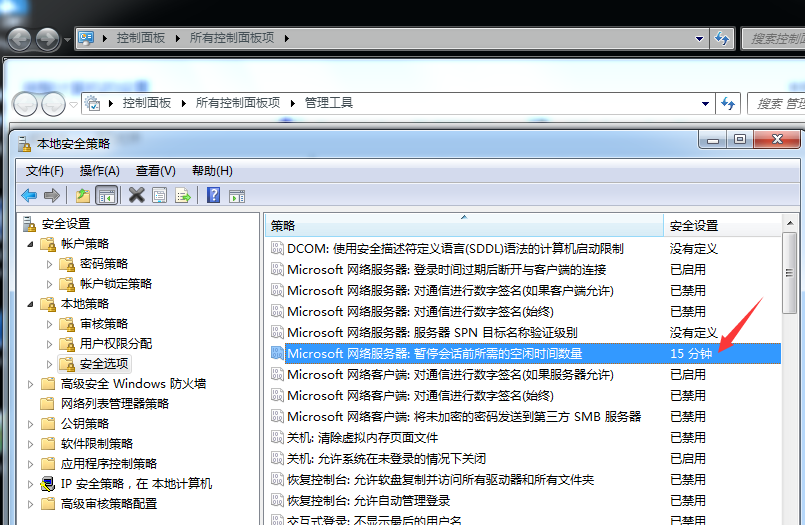 控制面板 所有控制面板项 搜索控制面
控制面板 所有控制面板项 管理工具 搜索 管理
本地安全策略
文件(F) 操作(A) 查看(V) 帮助(H)
安全设置
帐户策略
密码策略
帐户锁定策略
本地策略
审核策略
用户权限分配
安全选项
高级安全 Windows 防火墙
网络列表管理器策略
公钥策略
软件限制策略
应用程序控制策略
IP 安全策略，在 本地计算机
高级审核策略配置
策略 安全设置
DCOM: 使用安全描述符定义语言(SDDL)语法的计算机启动限制 没有定义
Microsoft 网络服务器: 登录时间过期后断开与客户端的连接 已启用
Microsoft 网络服务器: 对通信进行数字签名(如果客户端允许) 已禁用
Microsoft 网络服务器: 对通信进行数字签名(始终) 已禁用
Microsoft 网络服务器: 服务器 SPN 目标名称验证级别 没有定义
Microsoft 网络服务器: 暂停会话前所需的空闲时间数量 15 分钟
Microsoft 网络客户端: 对通信进行数字签名(如果服务器允许) 已启用
Microsoft 网络客户端: 对通信进行数字签名(始终) 已禁用
Microsoft 网络客户端: 将未加密的密码发送到第三方 SMB 服务器 已禁用
关机: 清除虚拟内存页面文件 已禁用
关机: 允许系统在未登录的情况下关闭 已启用
恢复控制台: 允许软盘复制并访问所有驱动器和所有文件夹 已禁用
恢复控制台: 允许自动管理登录 已禁用
交互式登录: 不显示最后的用户名 已禁用